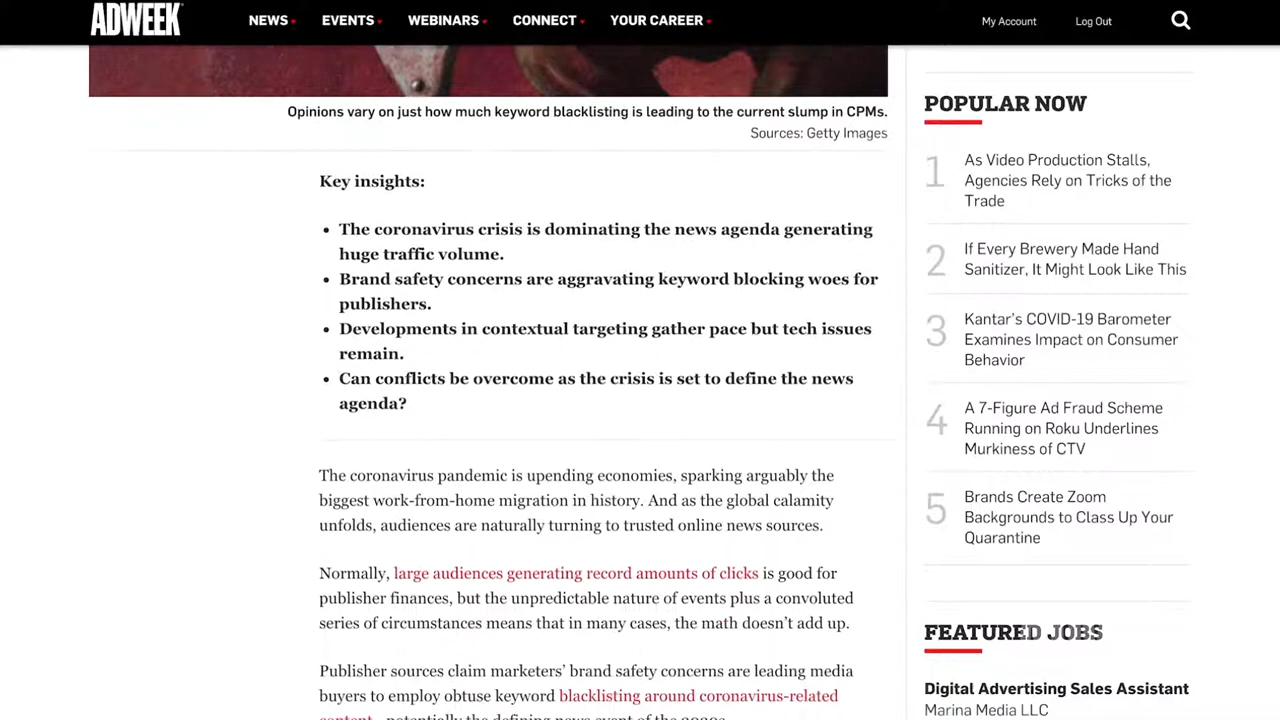 ADWEEK
NEWS
EVENTS
WEBINARS
CONNECT
YOUR CAREER
My Account
Log Out
Opinions vary on just how much keyword blacklisting is leading to the current slump in CPMs.
Sources: Getty Images
Key insights:
• The coronavirus crisis is dominating the news agenda generating
huge traffic volume.
• Brand safety concerns are aggravating keyword blocking woes for
publishers.
• Developments in contextual targeting gather pace but tech issues
remain.
• Can conflicts be overcome as the crisis is set to define the news
agenda?
The coronavirus pandemic is upending economies, sparking arguably the
biggest work-from-home migration in history. And as the global calamity
unfolds, audiences are naturally turning to trusted online news sources.
Normally, large audiences generating record amounts of clicks is good for
publisher finances, but the unpredictable nature of events plus a convoluted
series of circumstances means that in many cases, the math doesn't add up.
Publisher sources claim marketers' brand safety concerns are leading media
buyers to employ obtuse keyword blacklisting around coronavirus-related
content, potentially the defining news event of the 2020s.
POPULAR NOW
1 As Video Production Stalls,
Agencies Rely on Tricks of the
Trade
2 If Every Brewery Made Hand
Sanitizer, It Might Look Like This
3 Kantar's COVID-19 Barometer
Examines Impact on Consumer
Behavior
4 A 7-Figure Ad Fraud Scheme
Running on Roku Underlines
Murkiness of CTV
5 Brands Create Zoom
Backgrounds to Class Up Your
Quarantine
FEATURED JOBS
Digital Advertising Sales Assistant
Marina Media LLC